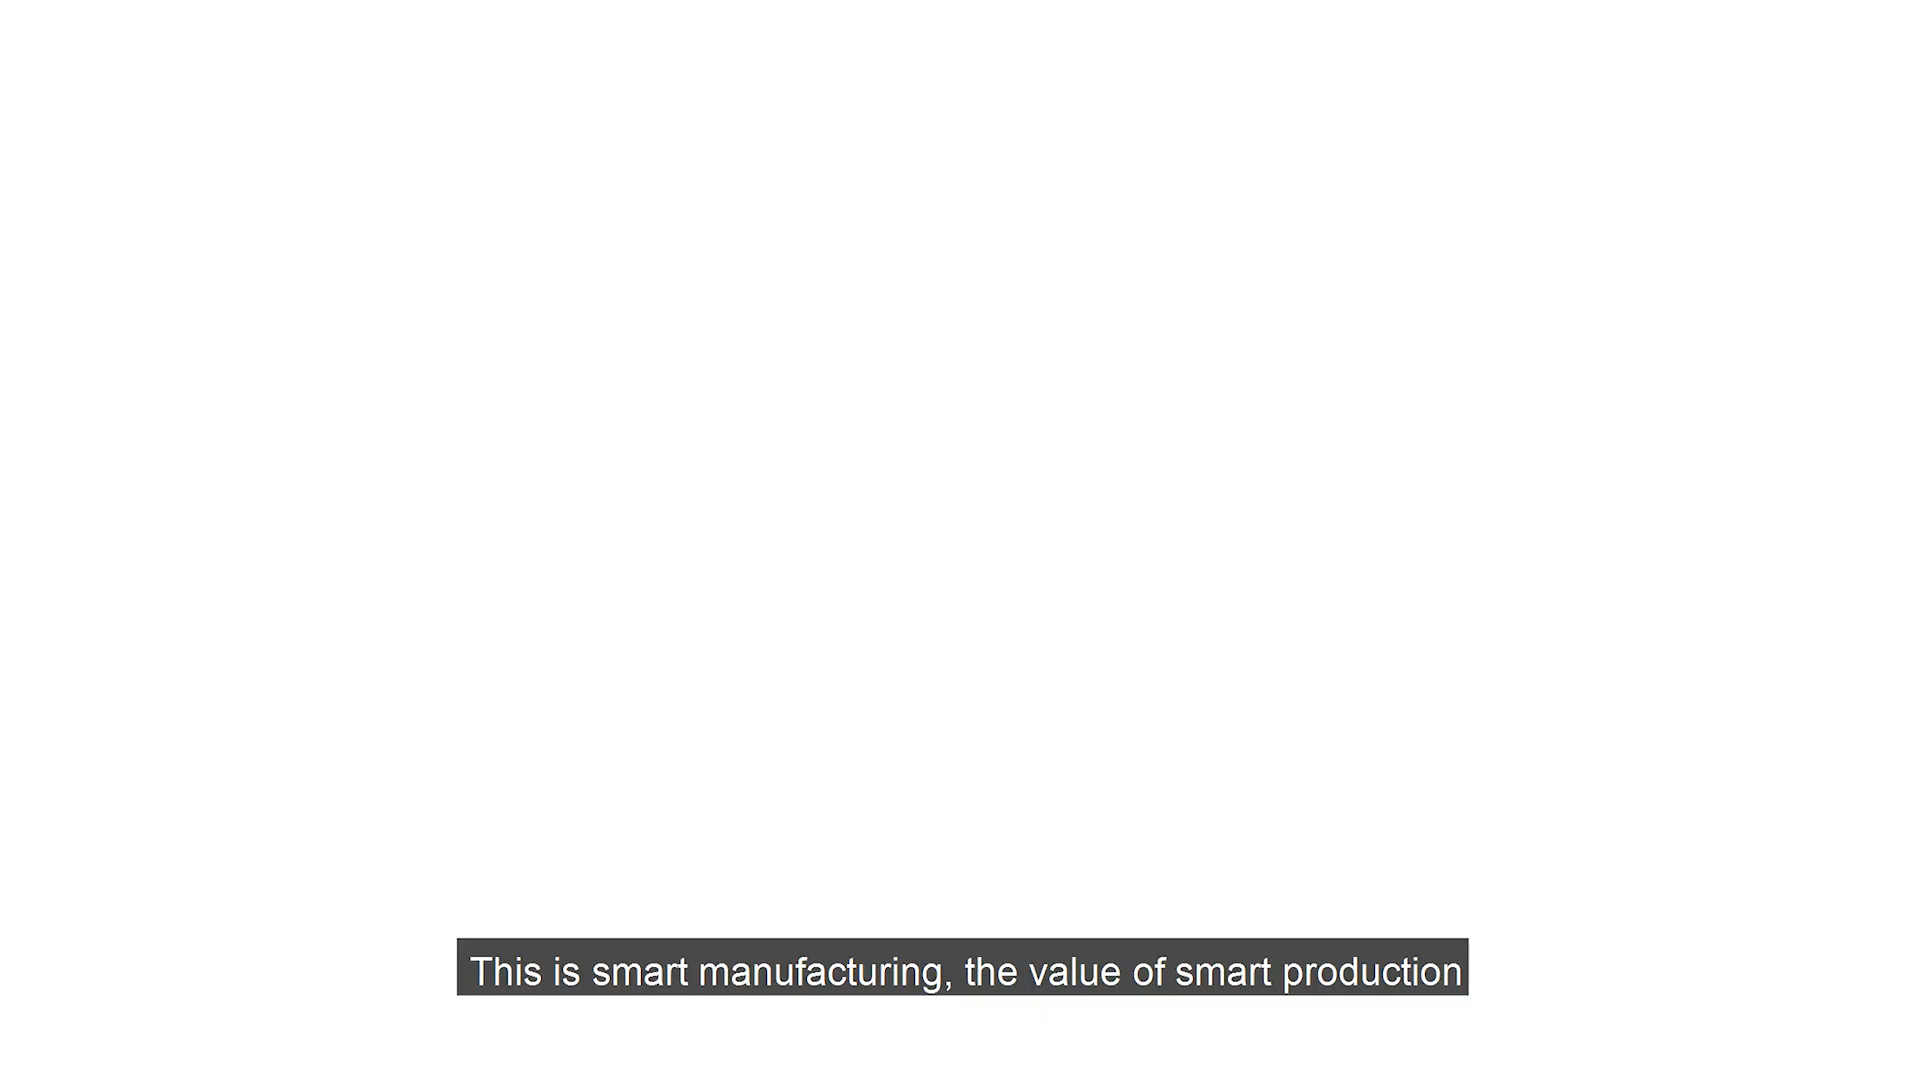 This is smart manufacturing, the value of smart production